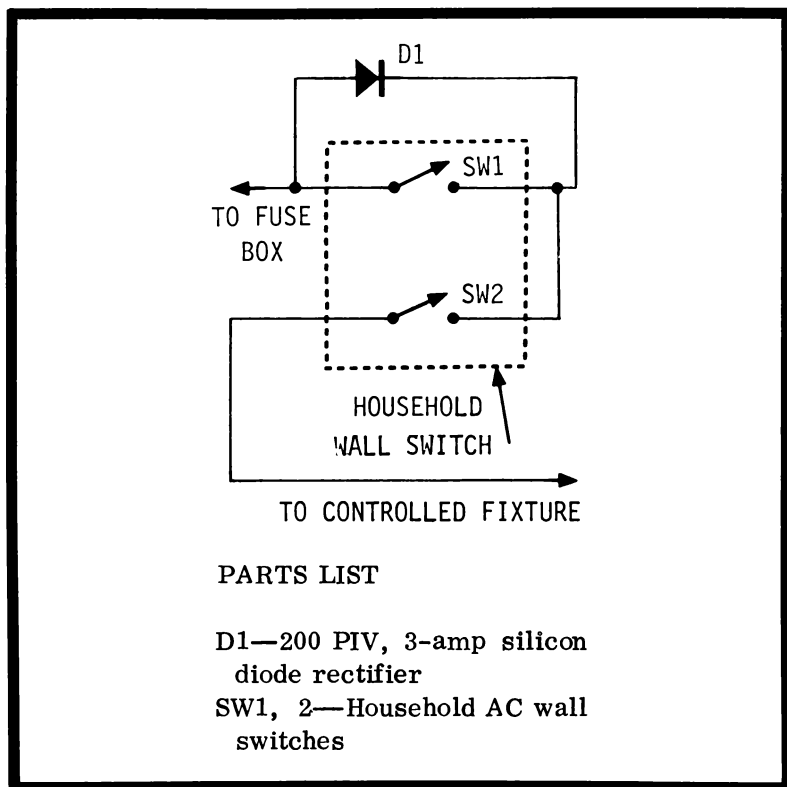 D1
SW1
TO FUSE
BOX
SW2
HOUSEHOLD
WALL SWITCH
TO CONTROLLED FIXTURE
PARTS LIST
D1—200 PIV, 3-amp silicon
diode rectifier
SW1, 2—Household AC wall
switches